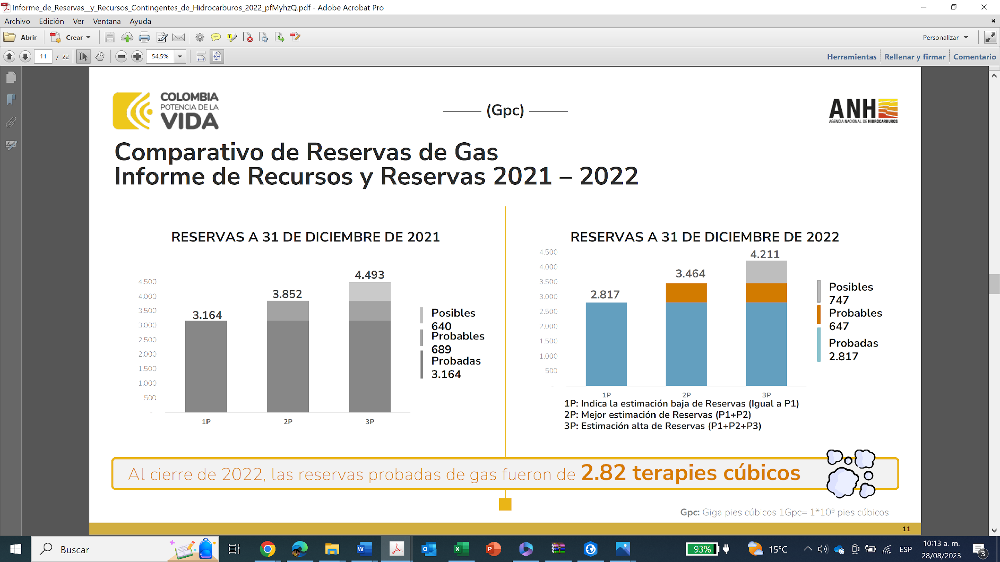 Informe_de_Reservas__y_Recursos_Contingentes_de_Hidrocarburos_2022_pfMyhzQ.pdf - Adobe Acrobat Pro
Archivo Edición Ver Ventana Ayuda
Abrir Crear Personalizar
11 / 22 54,5% Herramientas Rellenar y firmar Comentario
COLOMBIA
POTENCIA DE LA
VIDA
(Gpc)
ANH
AGENCIA NACIONAL DE HIDROCARBUROS
Comparativo de Reservas de Gas
Informe de Recursos y Reservas 2021 – 2022
RESERVAS A 31 DE DICIEMBRE DE 2021
4.500
4.000
3.500
3.000
2.500
2.000
1.500
1.000
500
-
3.164
3.852
4.493
1P 2P 3P
Posibles
640
Probables
689
Probadas
3.164
RESERVAS A 31 DE DICIEMBRE DE 2022
4.500
4.000
3.500
3.000
2.500
2.000
1.500
1.000
500
-
2.817
3.464
4.211
1P 2P 3P
Posibles
747
Probables
647
Probadas
2.817
1P: Indica la estimación baja de Reservas (Igual a P1)
2P: Mejor estimación de Reservas (P1+P2)
3P: Estimación alta de Reservas (P1+P2+P3)
Al cierre de 2022, las reservas probadas de gas fueron de 2.82 terapies cúbicos
Gpc: Giga pies cúbicos 1Gpc= 1*10⁹ pies cúbicos
11
Buscar
93% 15°C ESP 10:13 a. m.
28/08/2023
3